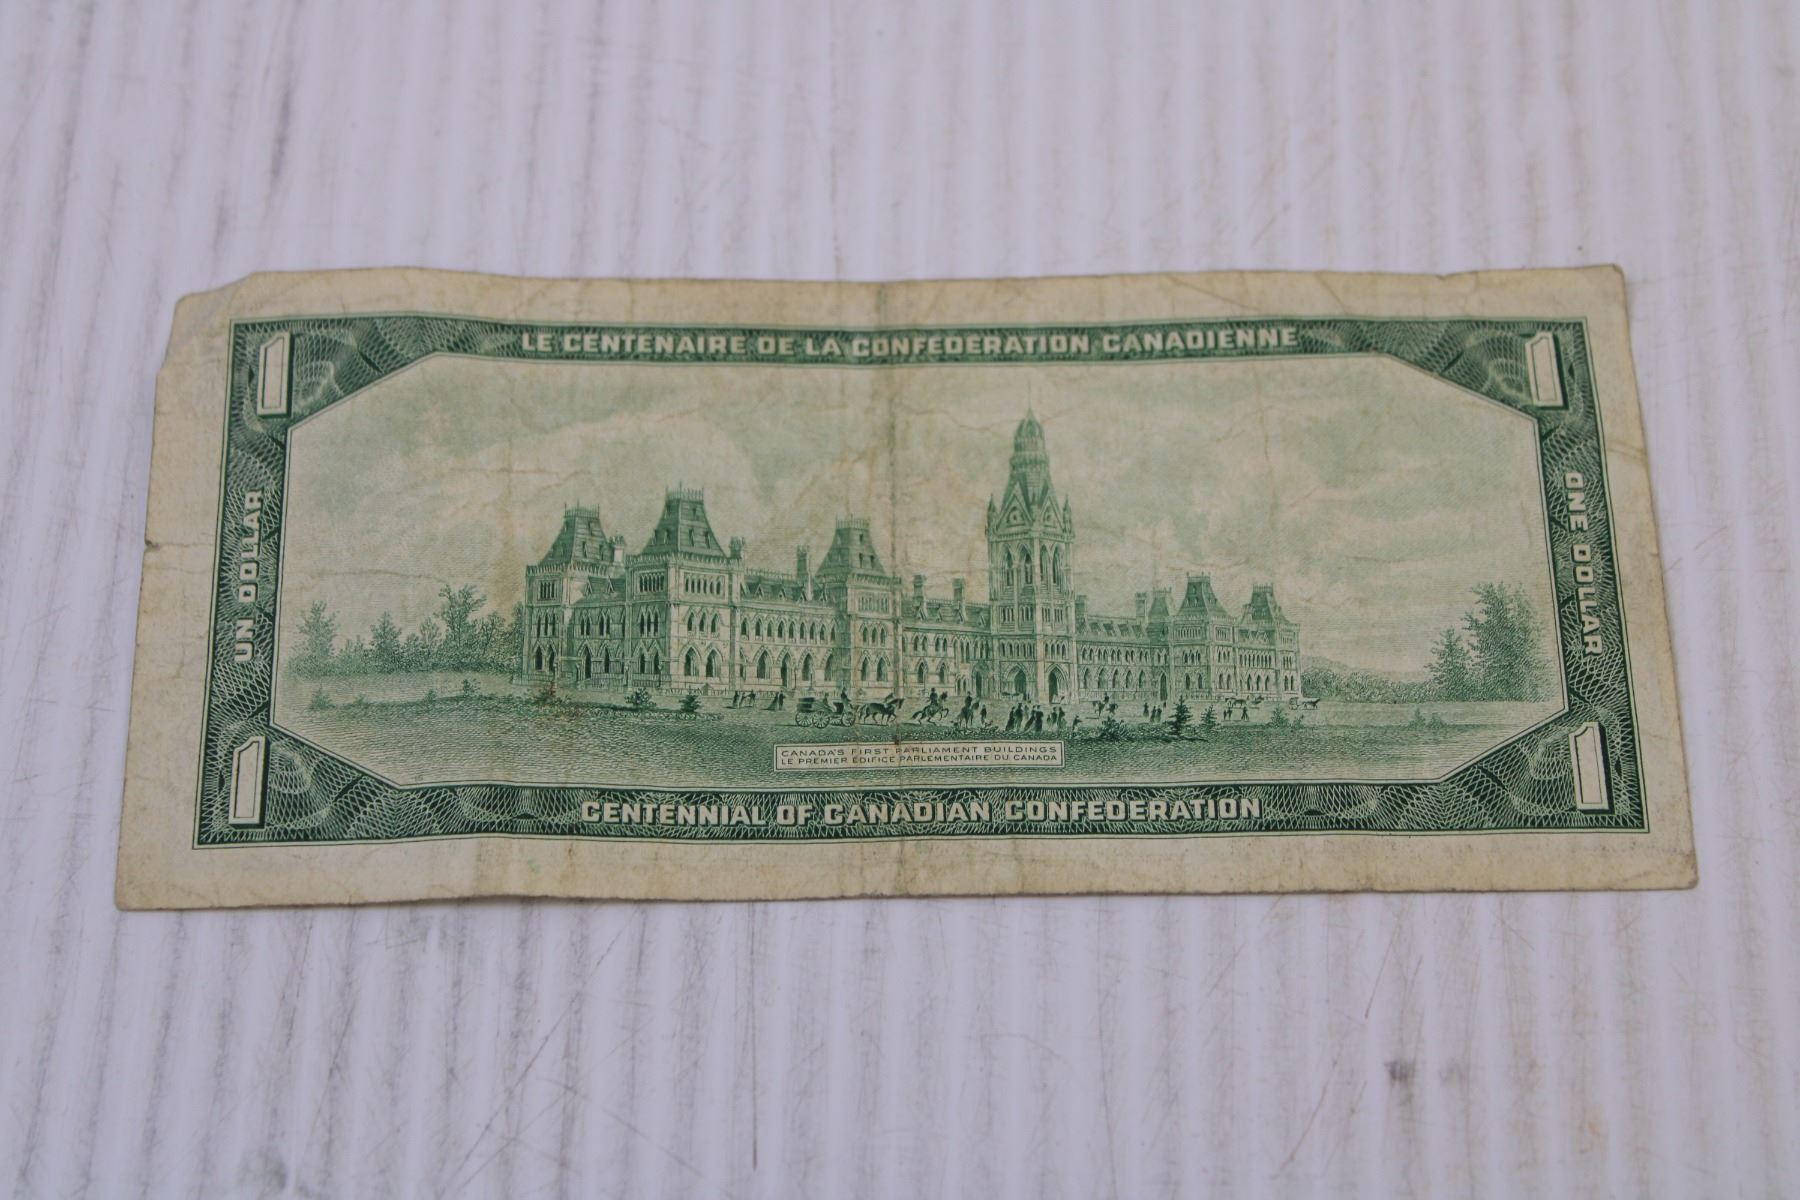 1
LE CENTENAIRE DE LA CONFEDERATION CANADIENNE
1
UN DOLLAR
ONE DOLLAR
CANADA'S FIRST PARLIAMENT BUILDINGS
LE PREMIER ÉDIFICE PARLEMENTAIRE DU CANADA
1
CENTENNIAL OF CANADIAN CONFEDERATION
1